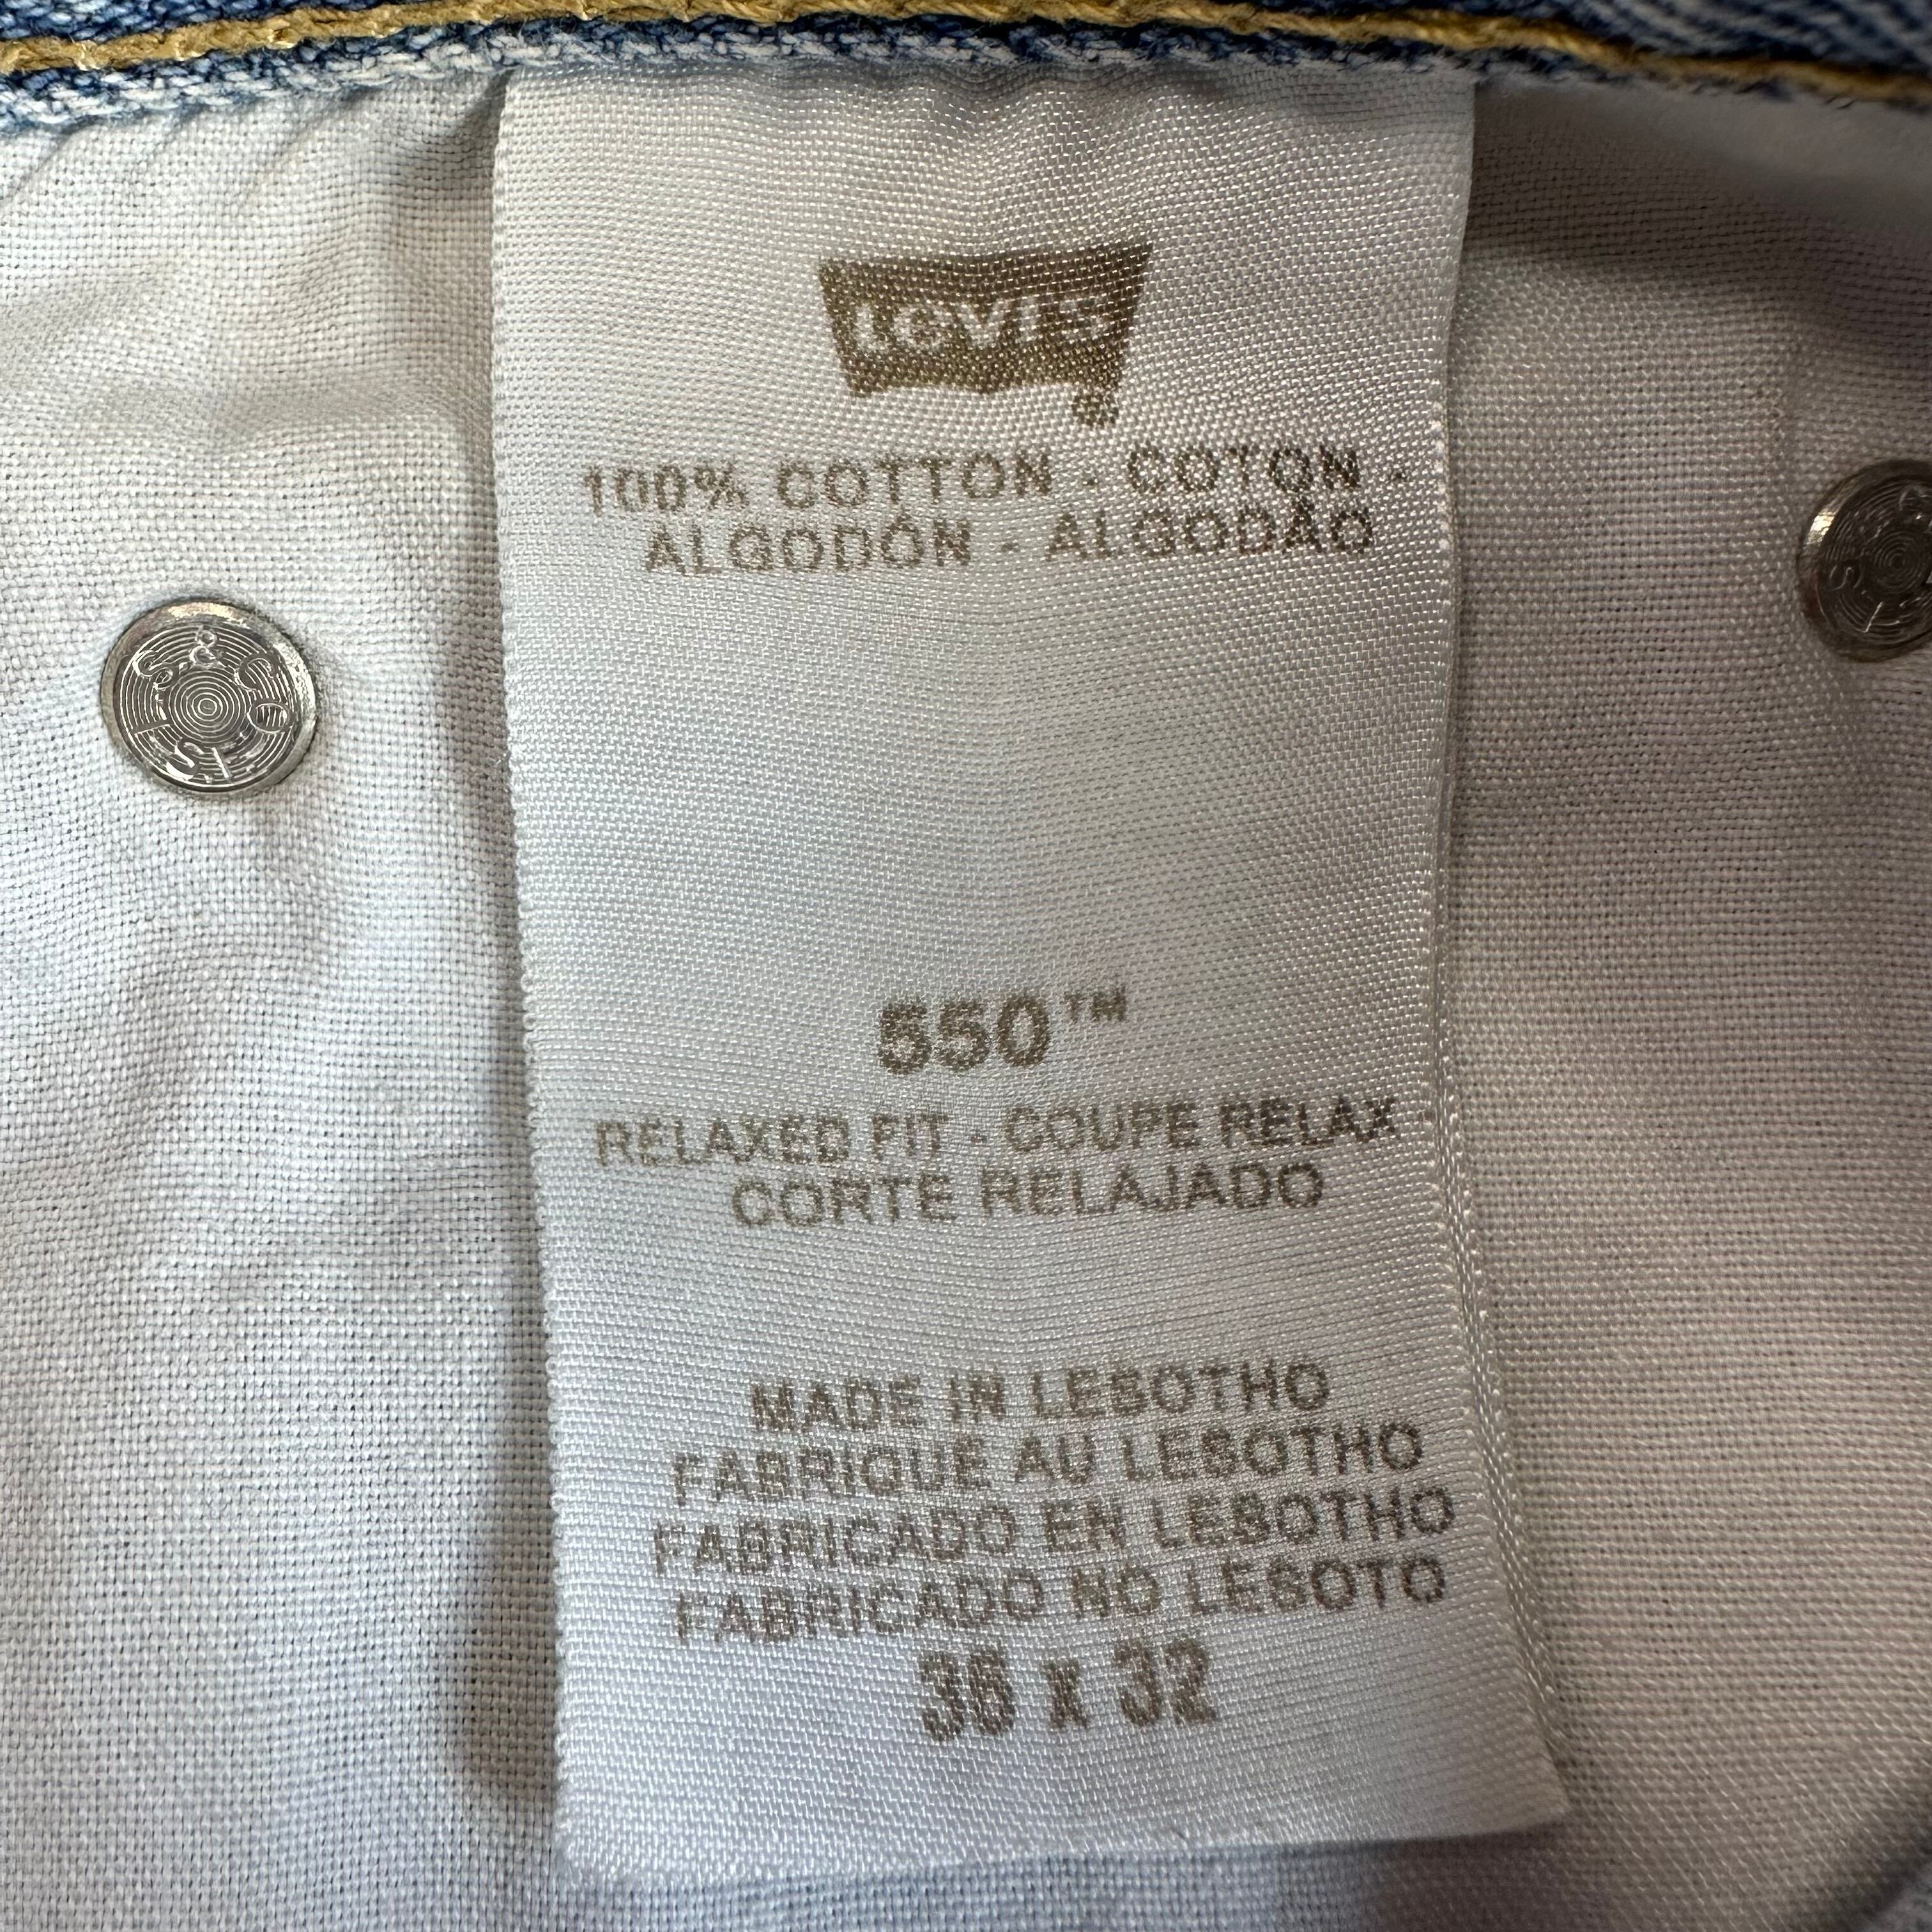 LEVI'S
®
100% COTTON - COTON -
ALGODÓN - ALGODÃO
550™
RELAXED FIT - COUPE RELAX
CORTE RELAJADO
MADE IN LESOTHO
FABRIQUÉ AU LESOTHO
FABRICADO EN LESOTHO
FABRICADO NO LESOTO
36 x 32
L.S. & CO